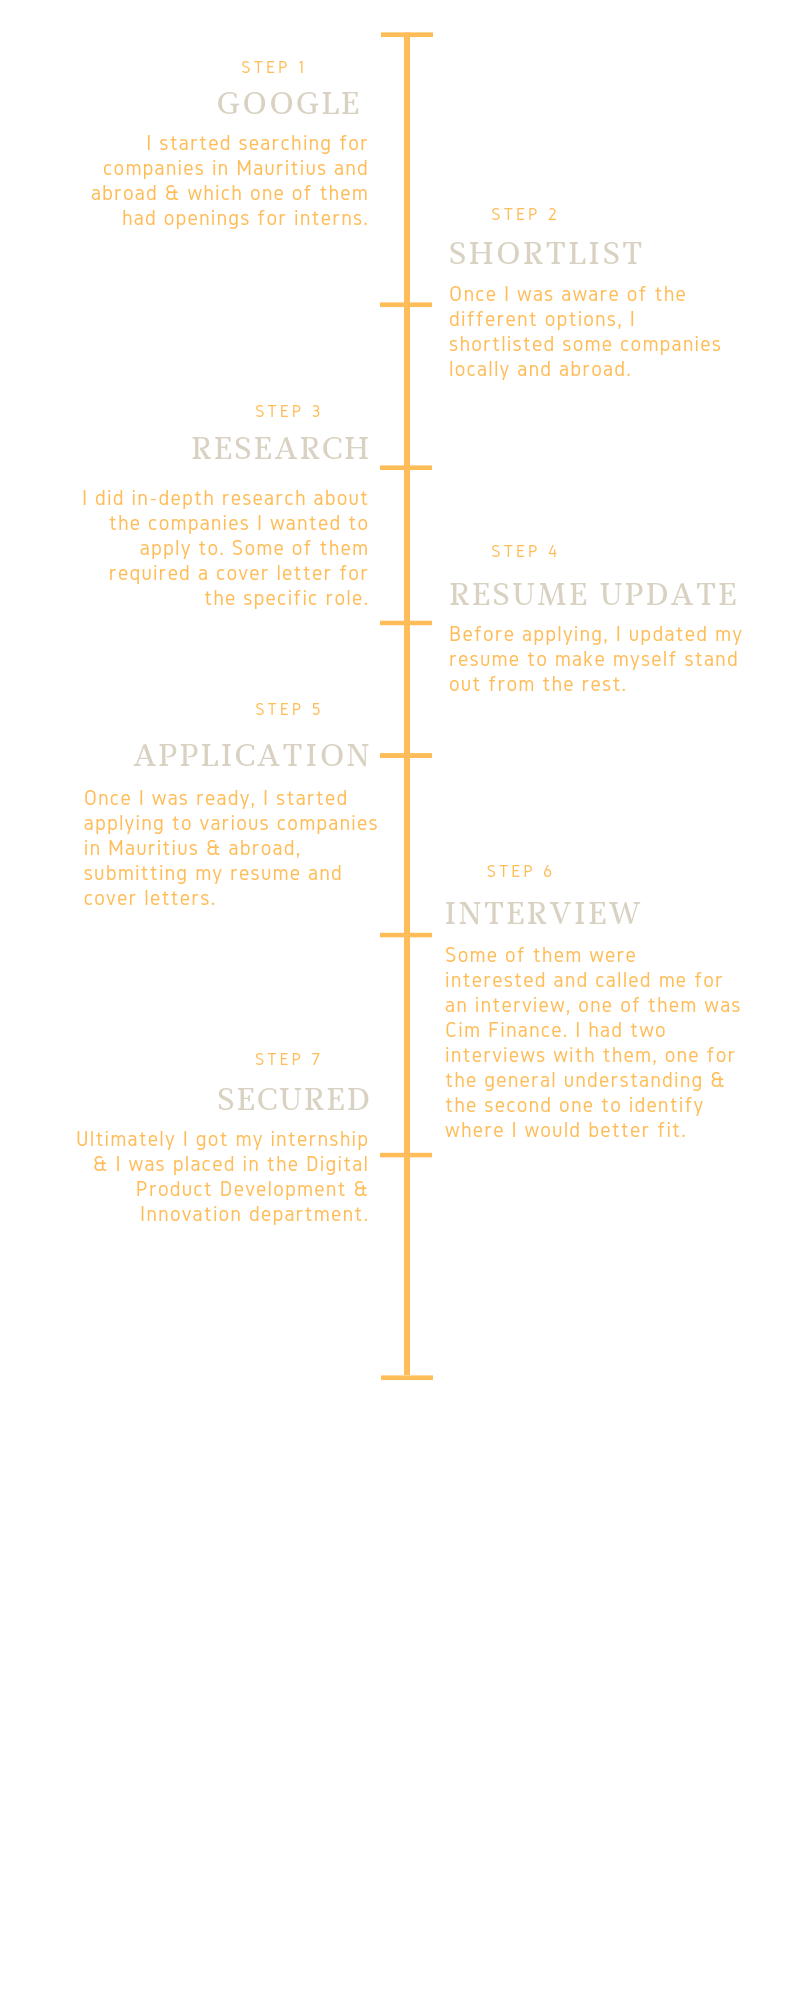 STEP 1
GOOGLE
I started searching for
companies in Mauritius and
abroad & which one of them
had openings for interns.
STEP 2
SHORTLIST
Once I was aware of the
different options, I
shortlisted some companies
locally and abroad.
STEP 3
RESEARCH
I did in-depth research about
the companies I wanted to
apply to. Some of them
required a cover letter for
the specific role.
STEP 4
RESUME UPDATE
Before applying, I updated my
resume to make myself stand
out from the rest.
STEP 5
APPLICATION
Once I was ready, I started
applying to various companies
in Mauritius & abroad,
submitting my resume and
cover letters.
STEP 6
INTERVIEW
Some of them were
interested and called me for
an interview, one of them was
Cim Finance. I had two
interviews with them, one for
the general understanding &
the second one to identify
where I would better fit.
STEP 7
SECURED
Ultimately I got my internship
& I was placed in the Digital
Product Development &
Innovation department.